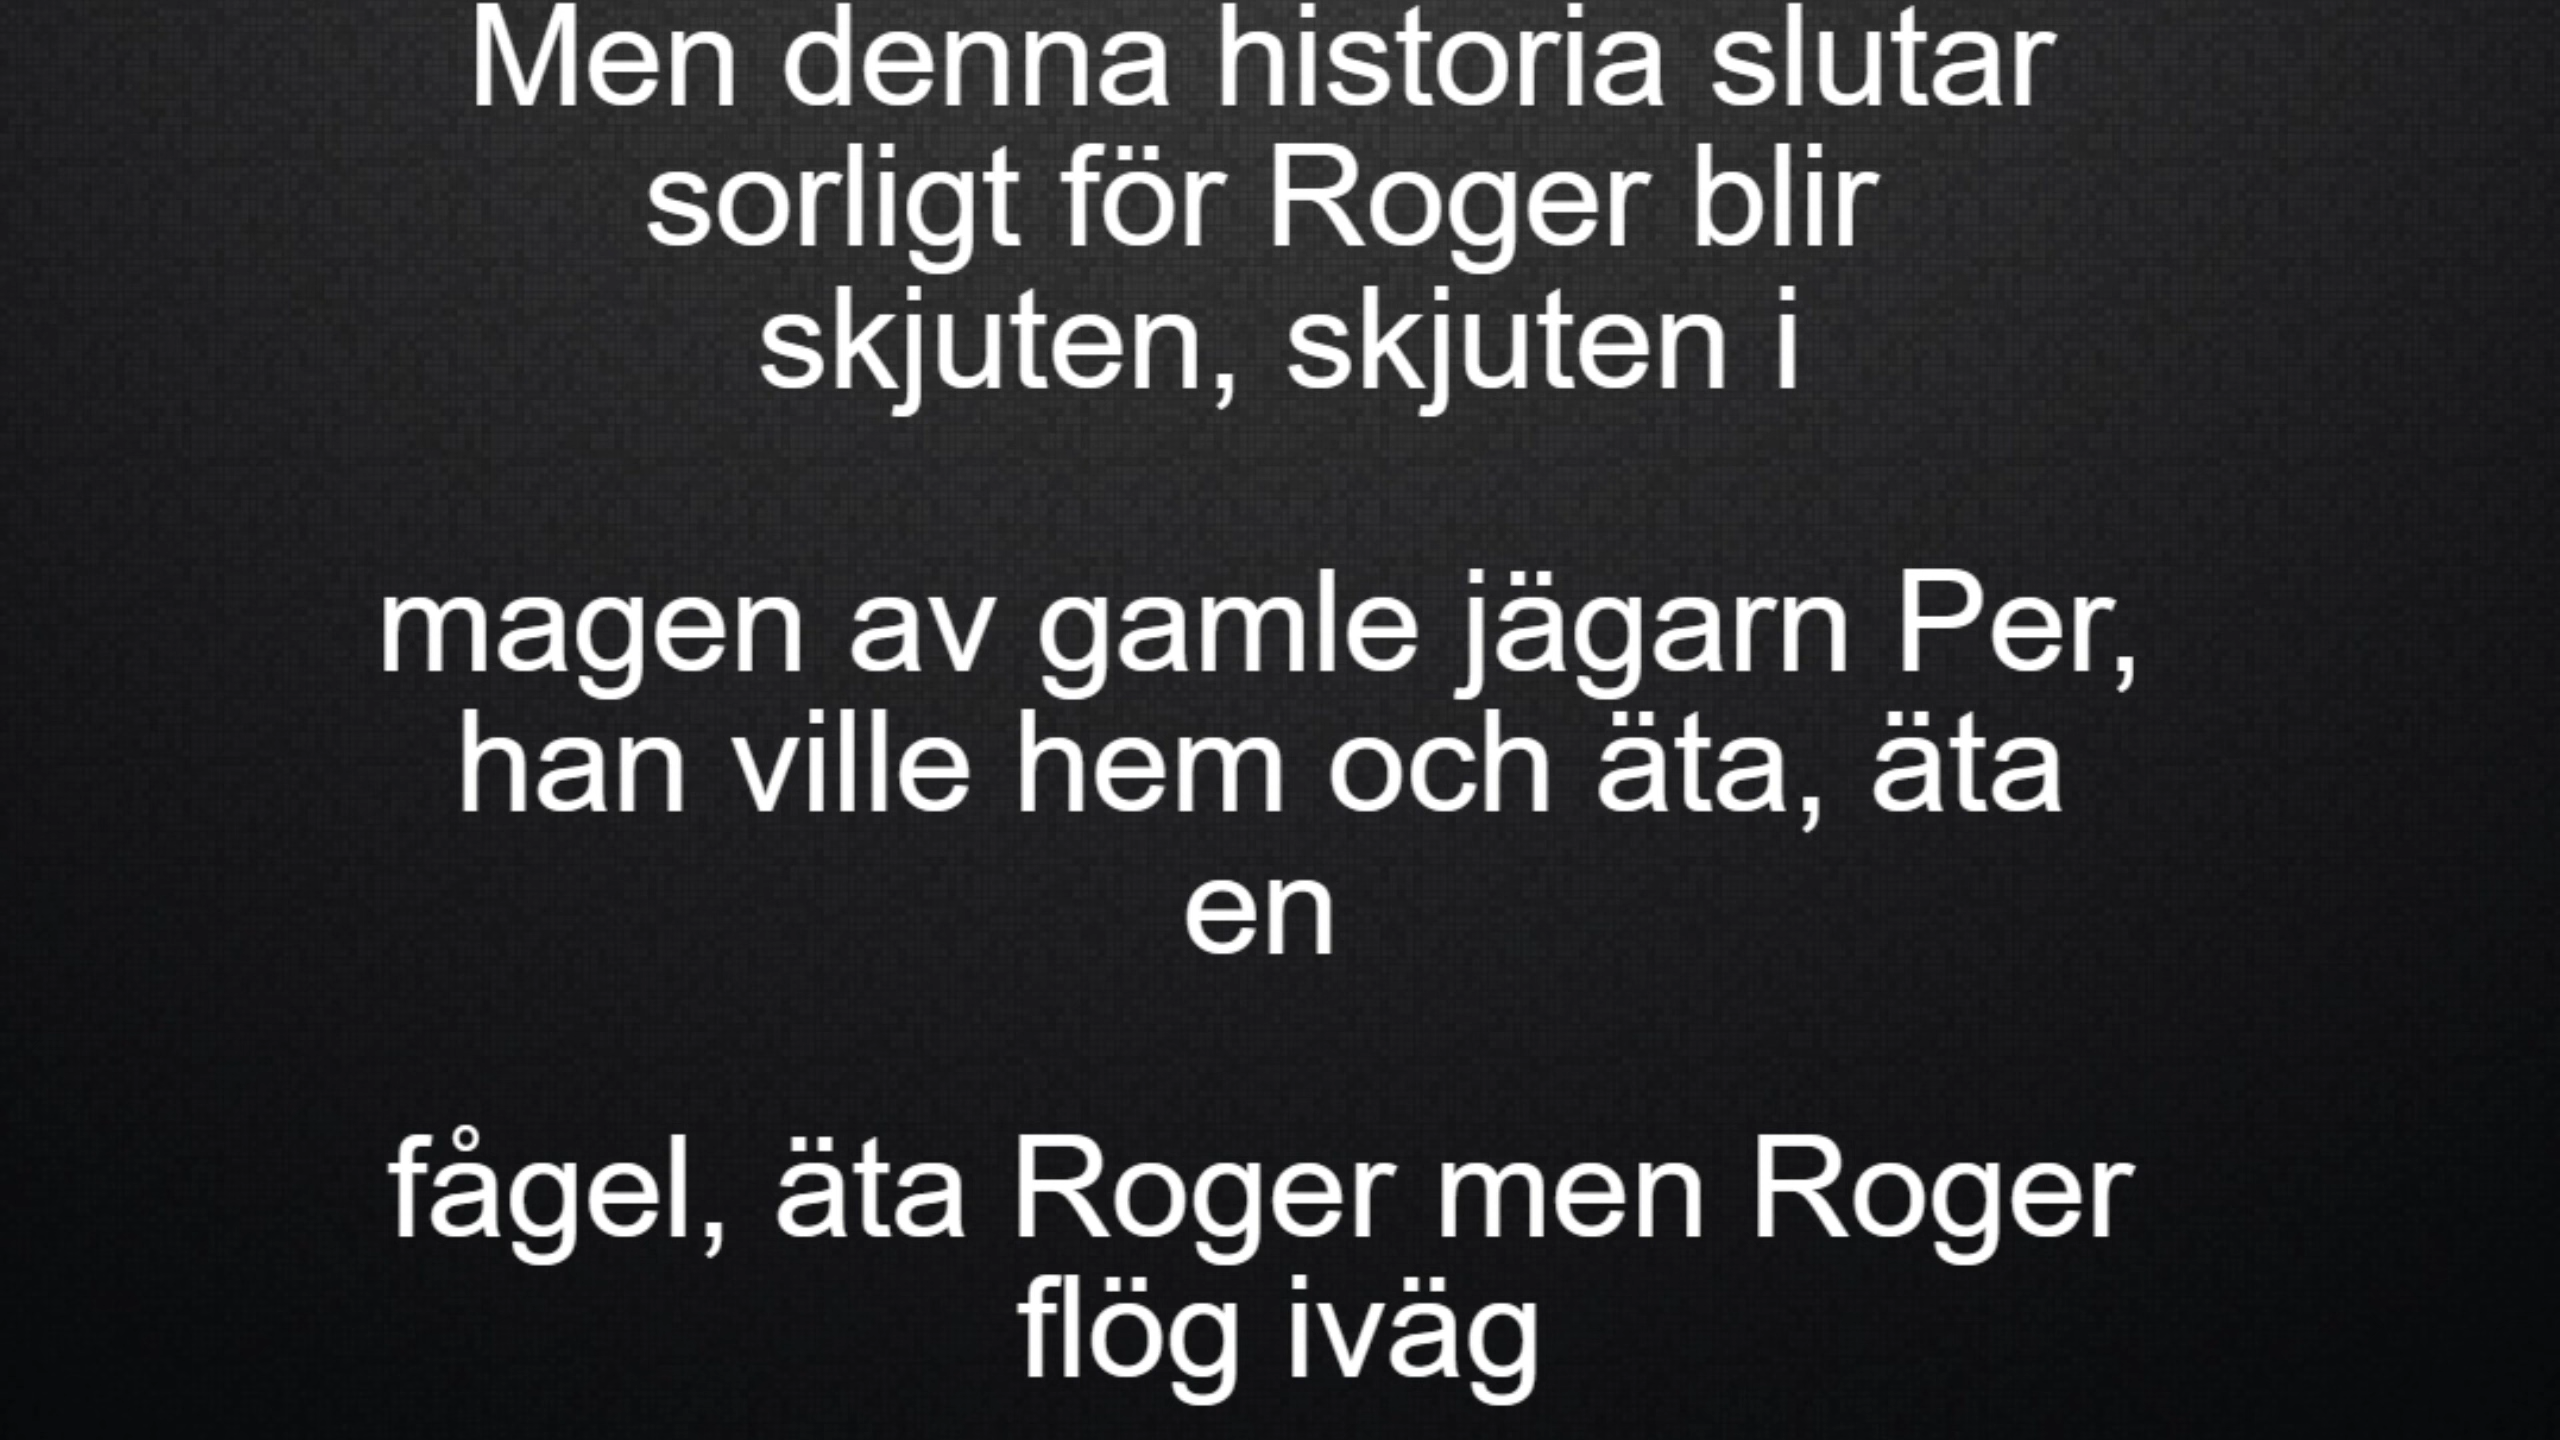 Men denna historia slutar
sorligt för Roger blir
skjuten, skjuten i
magen av gamle jägarn Per,
han ville hem och äta, äta
en
fågel, äta Roger men Roger
flög iväg